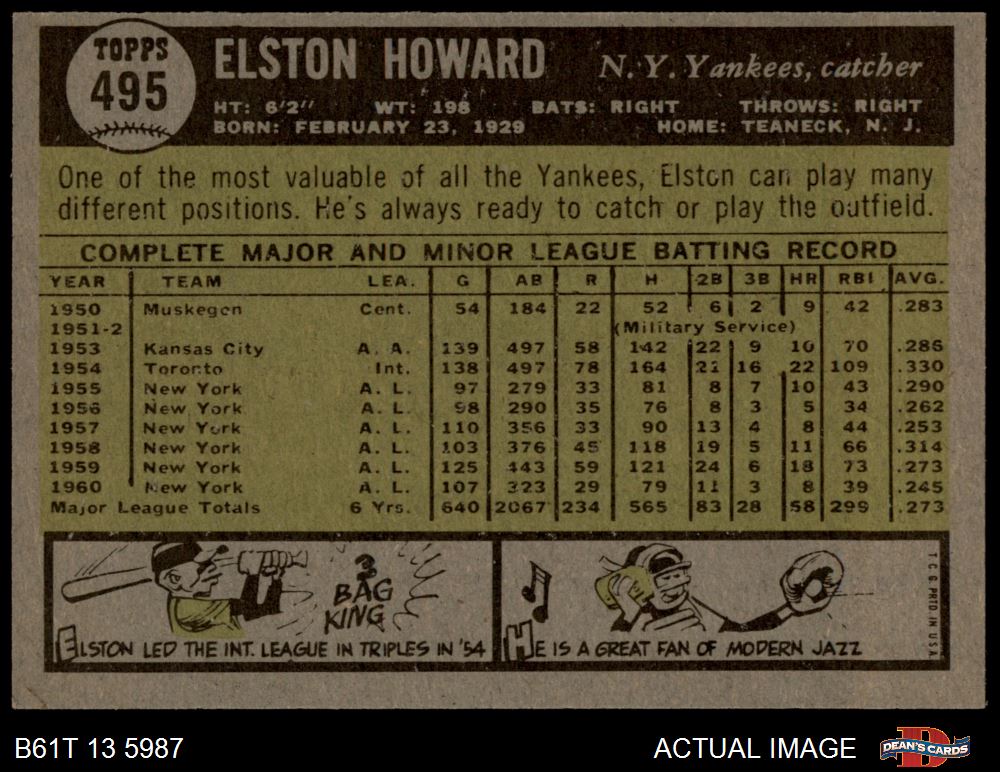 TOPPS
495
ELSTON HOWARD N. Y. Yankees, catcher
HT: 6'2" WT: 198 BATS: RIGHT THROWS: RIGHT
BORN: FEBRUARY 23, 1929 HOME: TEANECK, N. J.
One of the most valuable of all the Yankees, Elston can play many
different positions. He's always ready to catch or play the outfield.
COMPLETE MAJOR AND MINOR LEAGUE BATTING RECORD
YEAR TEAM LEA. G AB R H 2B 3B HR RBI AVG.
1950 Muskegon Cent. 54 184 22 52 6 2 9 42 .283
1951-2 (Military Service)
1953 Kansas City A. A. 139 497 58 142 22 9 10 70 .286
1954 Toronto Int. 138 497 78 164 22 16 22 109 .330
1955 New York A. L. 97 279 33 81 8 7 10 43 .290
1956 New York A. L. 98 290 35 76 8 3 5 34 .262
1957 New York A. L. 110 356 33 90 13 4 8 44 .253
1958 New York A. L. 103 376 45 118 19 5 11 66 .314
1959 New York A. L. 125 443 59 121 24 6 18 73 .273
1960 New York A. L. 107 323 29 79 11 3 8 39 .245
Major League Totals 6 Yrs. 640 2067 234 565 83 28 58 299 .273
3
BAG
KING
ELSTON LED THE INT. LEAGUE IN TRIPLES IN '54
HE IS A GREAT FAN OF MODERN JAZZ
T.C.G. PRTD. IN U.S.A.
B61T 13 5987 ACTUAL IMAGE
D
DEAN'S CARDS